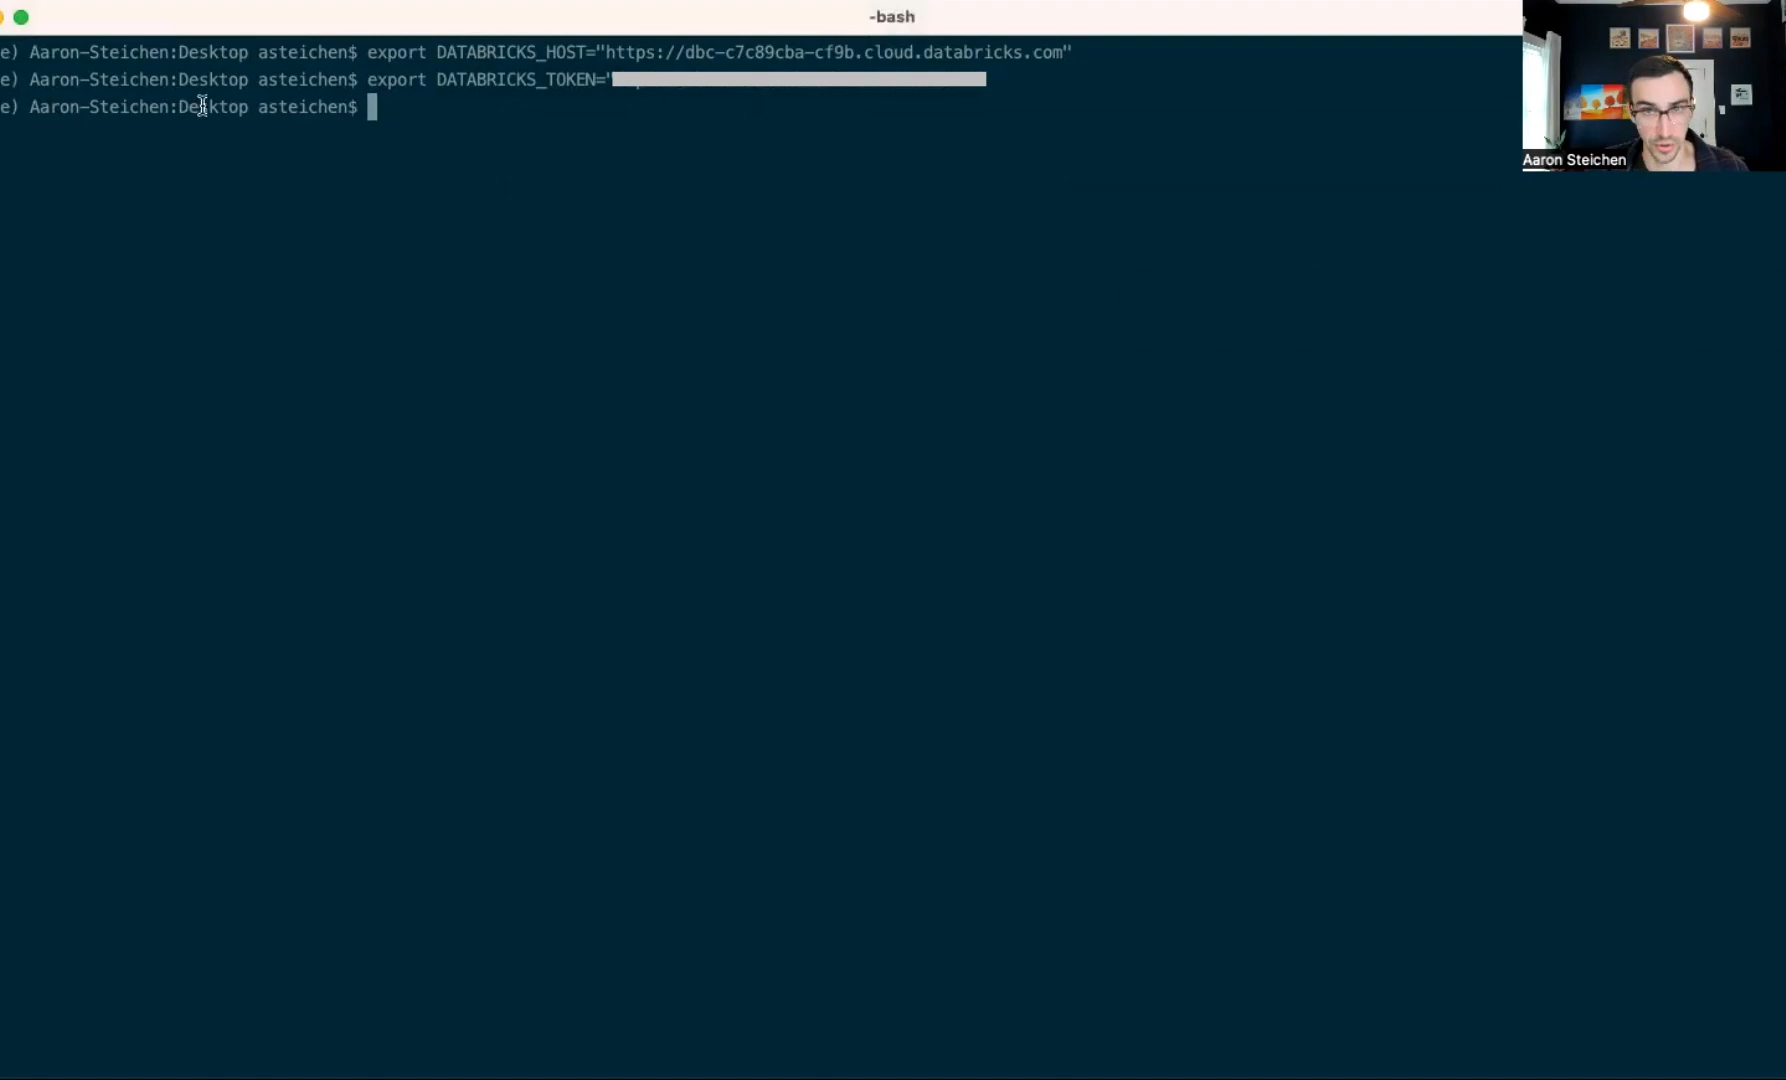 -bash
e) Aaron-Steichen:Desktop asteichen$ export DATABRICKS_HOST="https://dbc-c7c89cba-cf9b.cloud.databricks.com"
e) Aaron-Steichen:Desktop asteichen$ export DATABRICKS_TOKEN="
e) Aaron-Steichen:Desktop asteichen$
Aaron Steichen